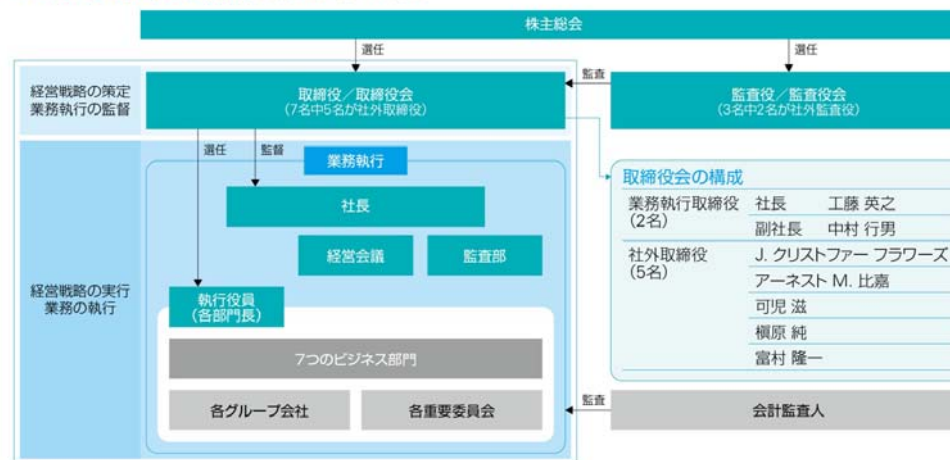 株主総会
選任
選任
経営戦略の策定
業務執行の監督
取締役／取締役会
(7名中5名が社外取締役)
監査
監査役／監査役会
(3名中2名が社外監査役)
選任
監督
業務執行
社長
経営会議
監査部
経営戦略の実行
業務の執行
執行役員
(各部門長)
7つのビジネス部門
各グループ会社
各重要委員会
取締役会の構成
業務執行取締役
(2名)
社長 工藤 英之
副社長 中村 行男
社外取締役
(5名)
J. クリストファー フラワーズ
アーネスト M. 比嘉
可児 滋
槇原 純
富村 隆一
監査
会計監査人